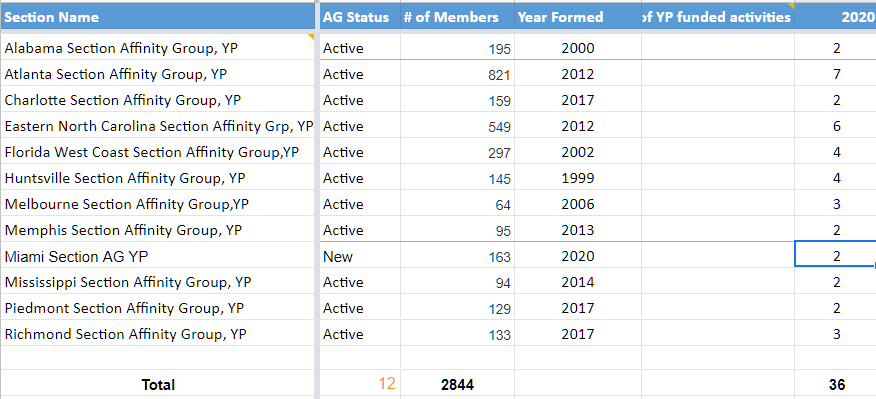 Section Name AG Status # of Members Year Formed of YP funded activities 2020
Alabama Section Affinity Group, YP Active 195 2000 2
Atlanta Section Affinity Group, YP Active 821 2012 7
Charlotte Section Affinity Group, YP Active 159 2017 2
Eastern North Carolina Section Affinity Grp, YP Active 549 2012 6
Florida West Coast Section Affinity Group,YP Active 297 2002 4
Huntsville Section Affinity Group, YP Active 145 1999 4
Melbourne Section Affinity Group,YP Active 64 2006 3
Memphis Section Affinity Group, YP Active 95 2013 2
Miami Section AG YP New 163 2020 2
Mississippi Section Affinity Group, YP Active 94 2014 2
Piedmont Section Affinity Group, YP Active 129 2017 2
Richmond Section Affinity Group, YP Active 133 2017 3
Total 12 2844 36